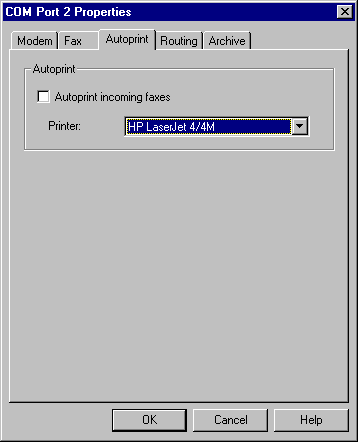 COM Port 2 Properties
Modem Fax Autoprint Routing Archive
Autoprint
Autoprint incoming faxes
Printer: HP LaserJet 4/4M
OK Cancel Help